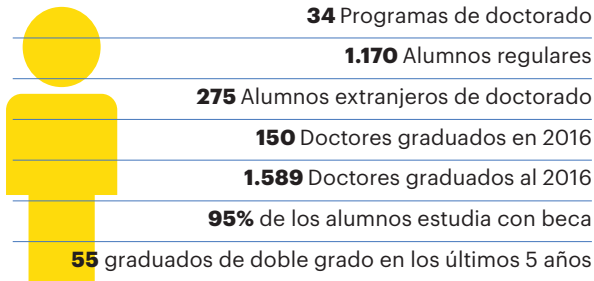 34 Programas de doctorado
1.170 Alumnos regulares
275 Alumnos extranjeros de doctorado
150 Doctores graduados en 2016
1.589 Doctores graduados al 2016
95% de los alumnos estudia con beca
55 graduados de doble grado en los últimos 5 años